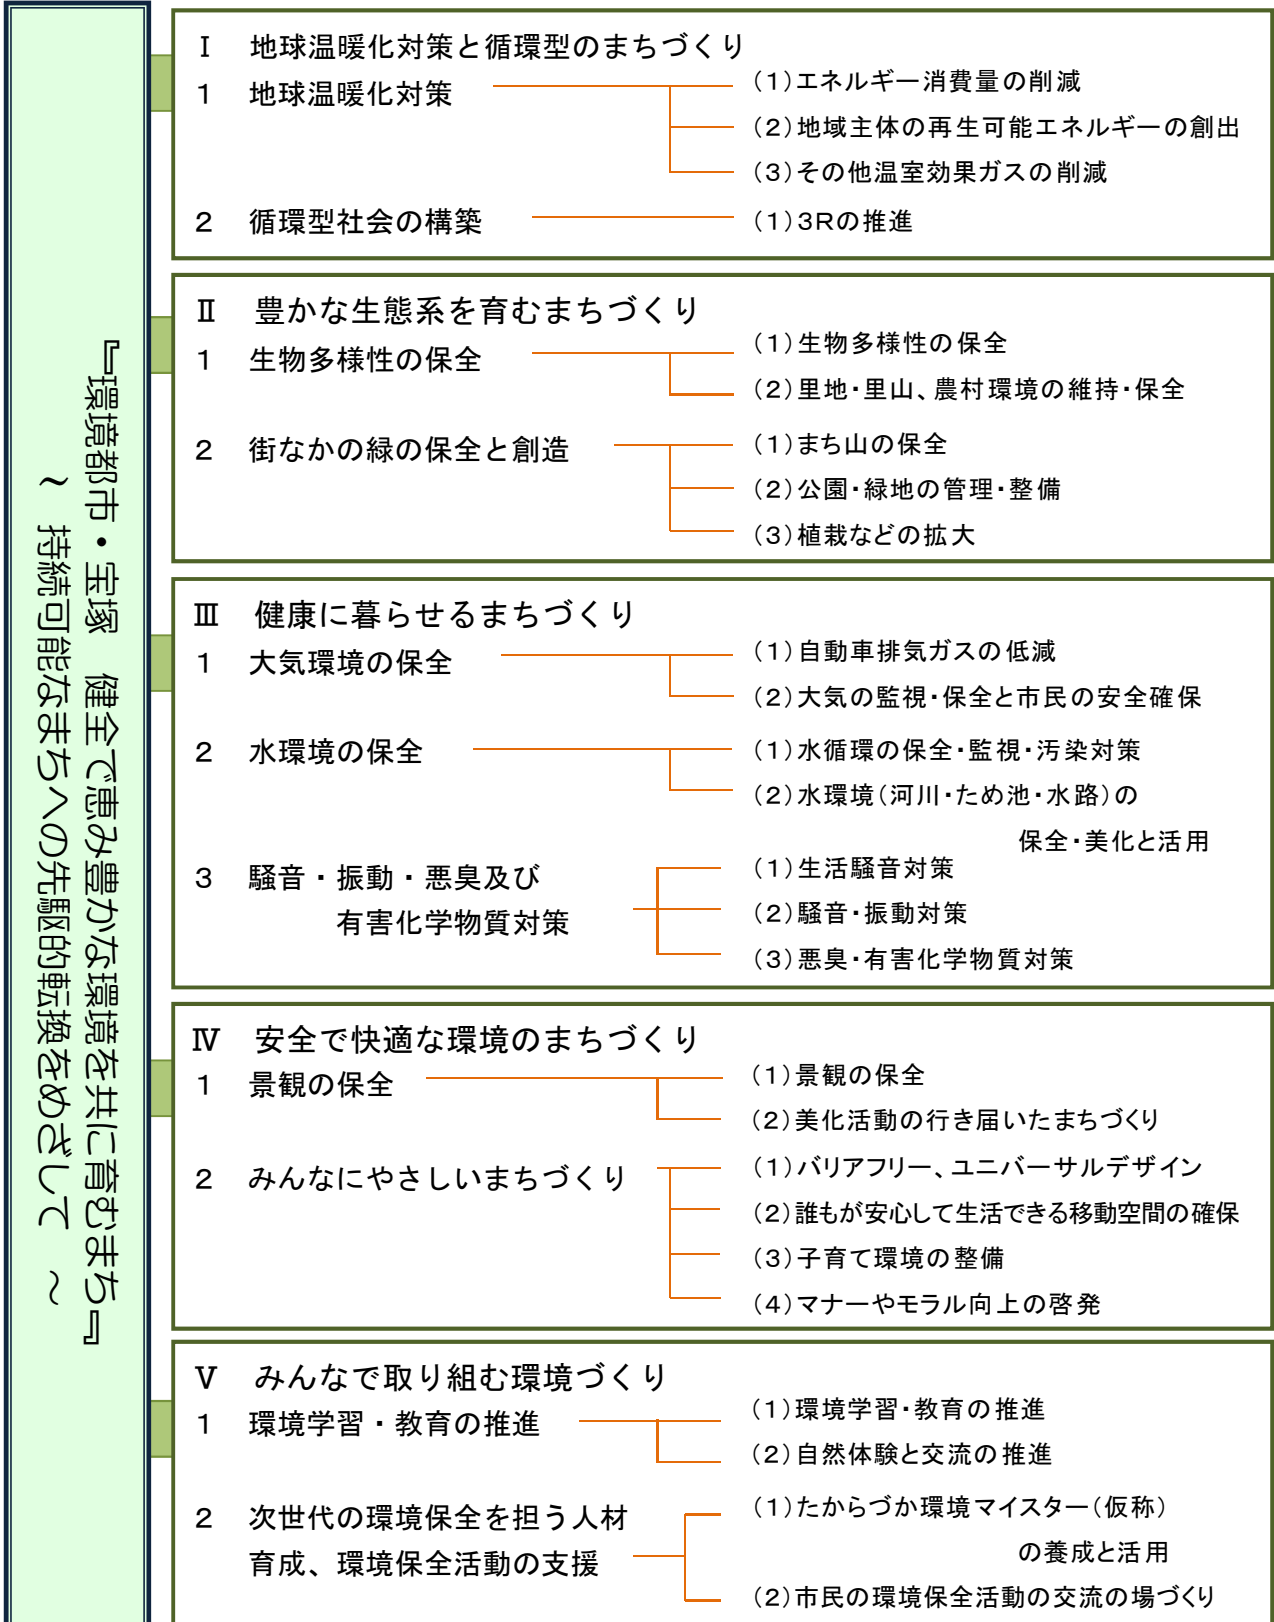 『環境都市・宝塚　健全で恵み豊かな環境を共に育むまち』
～　持続可能なまちへの先駆的転換をめざして　～
Ⅰ　地球温暖化対策と循環型のまちづくり
1　地球温暖化対策
（1）エネルギー消費量の削減
（2）地域主体の再生可能エネルギーの創出
（3）その他温室効果ガスの削減
2　循環型社会の構築
（1）3Rの推進
Ⅱ　豊かな生態系を育むまちづくり
1　生物多様性の保全
（1）生物多様性の保全
（2）里地・里山、農村環境の維持・保全
2　街なかの緑の保全と創造
（1）まち山の保全
（2）公園・緑地の管理・整備
（3）植栽などの拡大
Ⅲ　健康に暮らせるまちづくり
1　大気環境の保全
（1）自動車排気ガスの低減
（2）大気の監視・保全と市民の安全確保
2　水環境の保全
（1）水循環の保全・監視・汚染対策
（2）水環境（河川・ため池・水路）の
保全・美化と活用
3　騒音・振動・悪臭及び
有害化学物質対策
（1）生活騒音対策
（2）騒音・振動対策
（3）悪臭・有害化学物質対策
Ⅳ　安全で快適な環境のまちづくり
1　景観の保全
（1）景観の保全
（2）美化活動の行き届いたまちづくり
2　みんなにやさしいまちづくり
（1）バリアフリー、ユニバーサルデザイン
（2）誰もが安心して生活できる移動空間の確保
（3）子育て環境の整備
（4）マナーやモラル向上の啓発
Ⅴ　みんなで取り組む環境づくり
1　環境学習・教育の推進
（1）環境学習・教育の推進
（2）自然体験と交流の推進
2　次世代の環境保全を担う人材
育成、環境保全活動の支援
（1）たからづか環境マイスター（仮称）
の養成と活用
（2）市民の環境保全活動の交流の場づくり